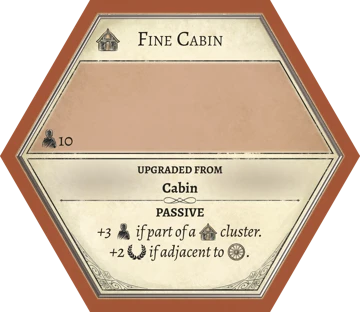 FINE CABIN
10
UPGRADED FROM
Cabin
PASSIVE
+3 if part of a cluster.
+2 if adjacent to .